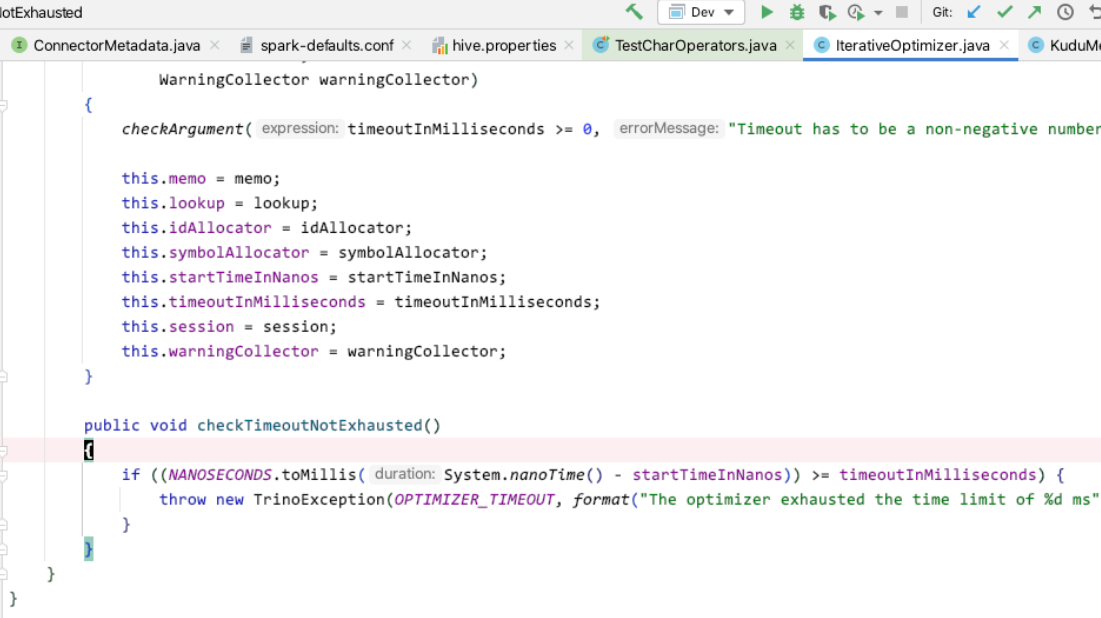 NotExhausted
Dev
Git:
ConnectorMetadata.java
spark-defaults.conf
hive.properties
TestCharOperators.java
IterativeOptimizer.java
WarningCollector warningCollector)
{
checkArgument( expression: timeoutInMilliseconds >= 0, errorMessage: "Timeout has to be a non-negative number
this.memo = memo;
this.lookup = lookup;
this.idAllocator = idAllocator;
this.symbolAllocator = symbolAllocator;
this.startTimeInNanos = startTimeInNanos;
this.timeoutInMilliseconds = timeoutInMilliseconds;
this.session = session;
this.warningCollector = warningCollector;
}
public void checkTimeoutNotExhausted()
{
if ((NANOSECONDS.toMillis( duration: System.nanoTime() - startTimeInNanos)) >= timeoutInMilliseconds) {
throw new TrinoException(OPTIMIZER_TIMEOUT, format("The optimizer exhausted the time limit of %d ms"
}
}
}
}